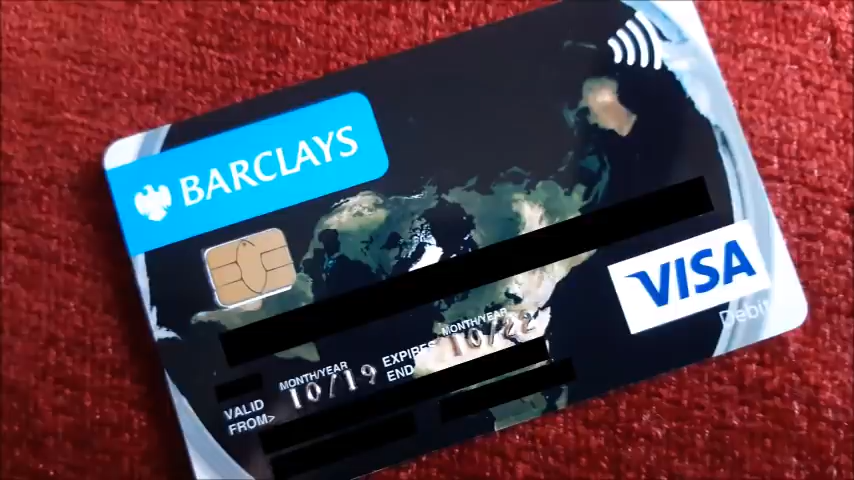 BARCLAYS
VISA
Debit
MONTH/YEAR MONTH/YEAR
VALID FROM> 10/19 EXPIRES END 10/22